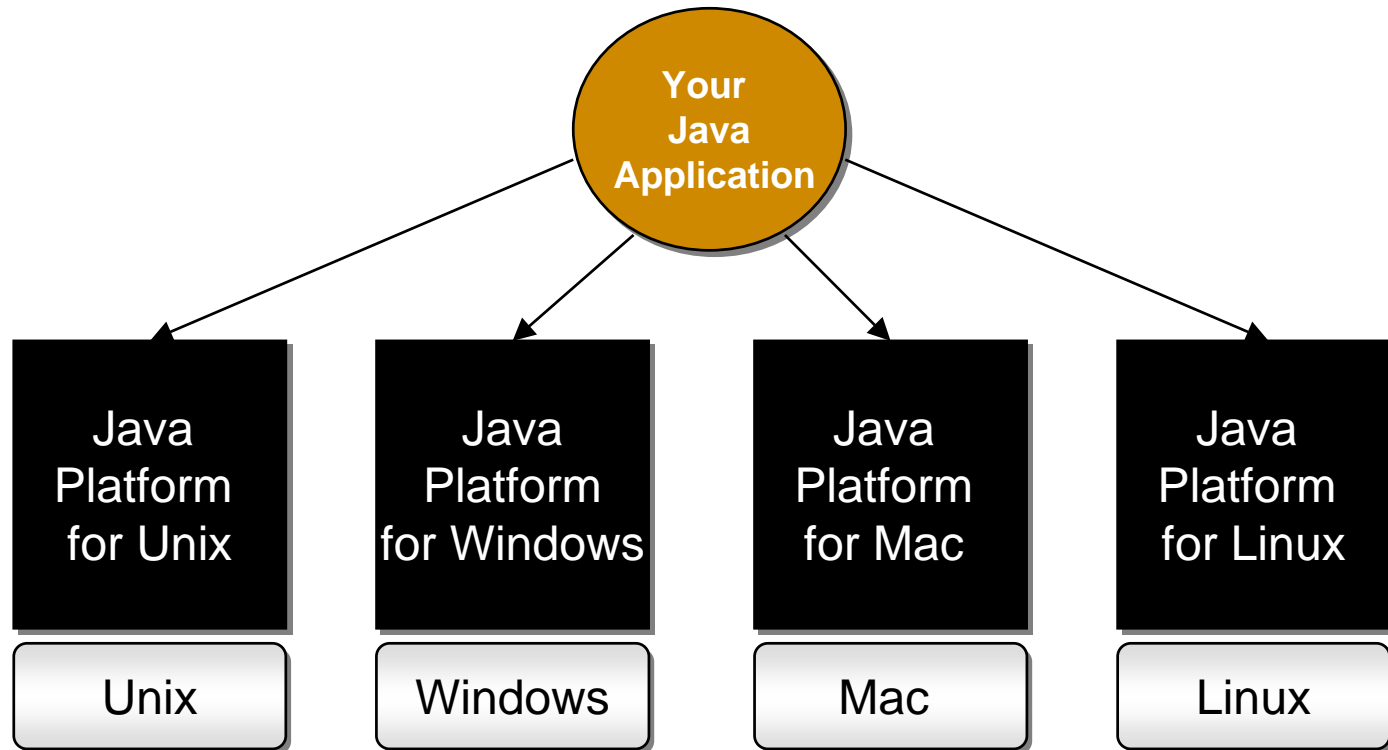 Your
Java
Application
Java
Platform
for Unix
Java
Platform
for Windows
Java
Platform
for Mac
Java
Platform
for Linux
Unix
Windows
Mac
Linux